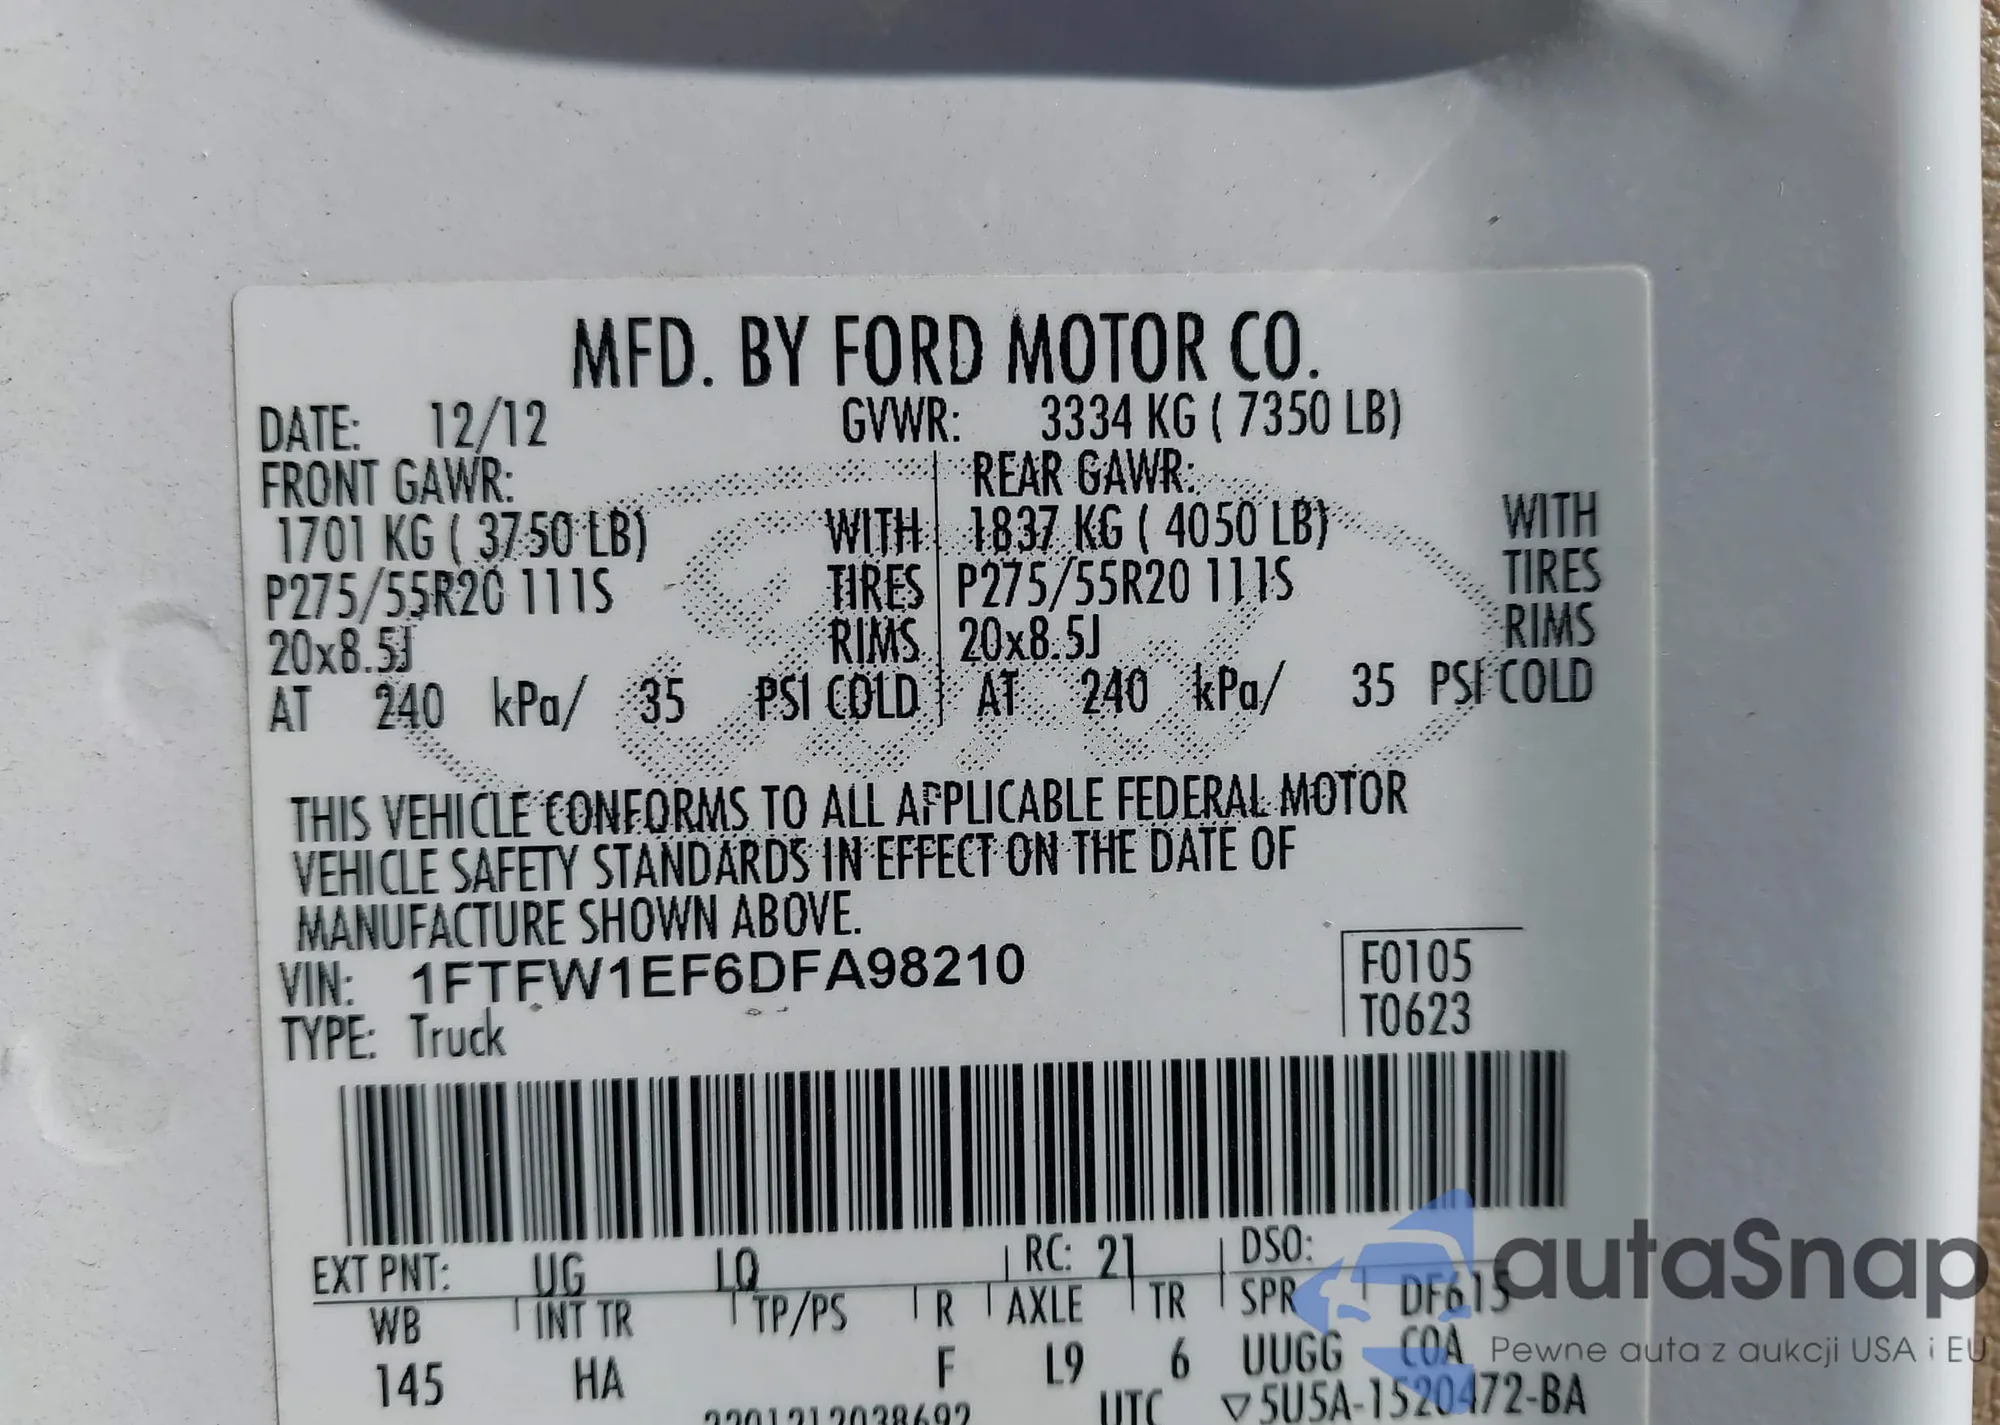 MFD. BY FORD MOTOR CO.
DATE: 12/12 GVWR: 3334 KG ( 7350 LB)
FRONT GAWR: REAR GAWR:
1701 KG ( 3750 LB) WITH 1837 KG ( 4050 LB) WITH
P275/55R20 111S TIRES P275/55R20 111S TIRES
20x8.5J RIMS 20x8.5J RIMS
AT 240 kPa/ 35 PSI COLD AT 240 kPa/ 35 PSI COLD
THIS VEHICLE CONFORMS TO ALL APPLICABLE FEDERAL MOTOR
VEHICLE SAFETY STANDARDS IN EFFECT ON THE DATE OF
MANUFACTURE SHOWN ABOVE.
VIN: 1FTFW1EF6DFA98210 F0105
TYPE: Truck T0623
EXT PNT: UG LQ RC: 21 DSO:
WB INT TR TP/PS R AXLE TR SPR DF615
145 HA F L9 6 UUGG COA
2201212038692 UTC ▽5U5A-1520472-BA
autaSnap
Pewne auta z aukcji USA i EU